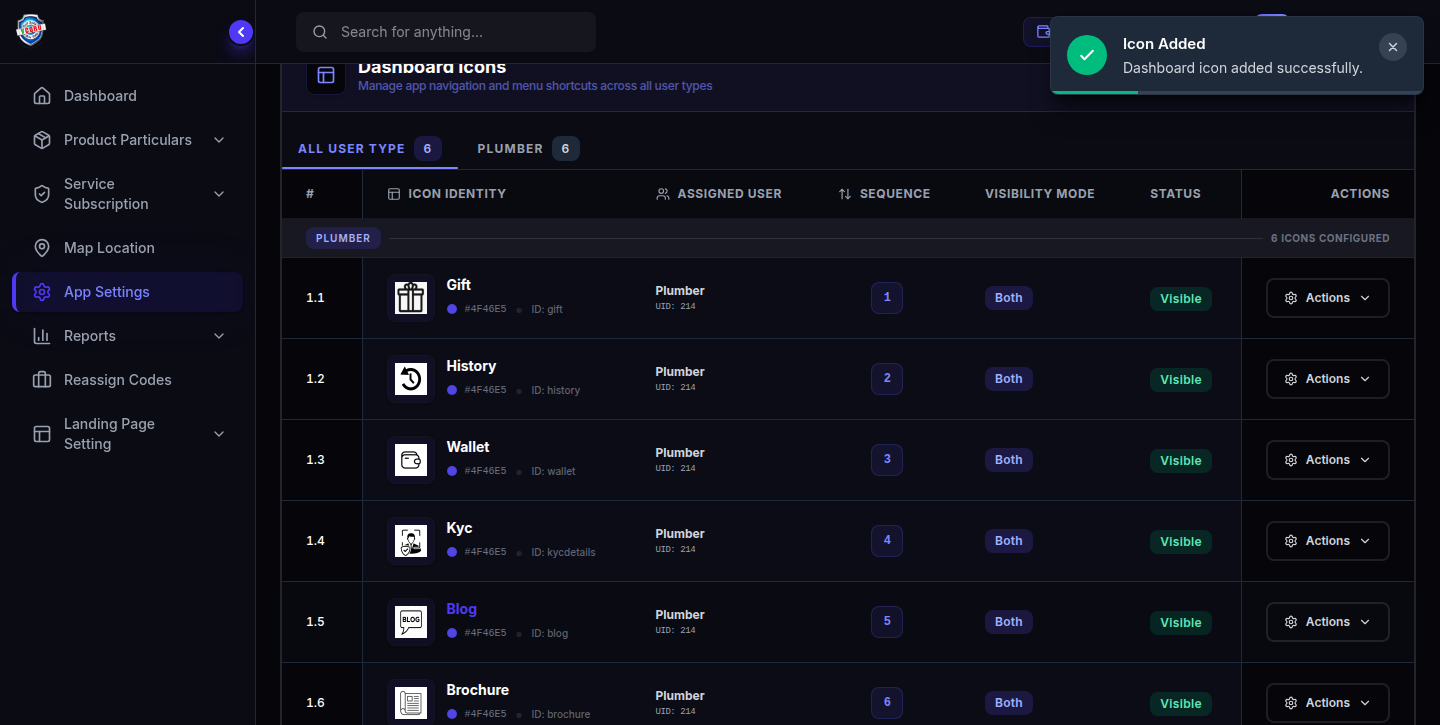 Search for anything...
Icon Added
Dashboard icon added successfully.
Dashboard
Product Particulars
Service
Subscription
Map Location
App Settings
Reports
Reassign Codes
Landing Page
Setting
Dashboard Icons
Manage app navigation and menu shortcuts across all user types
ALL USER TYPE 6 PLUMBER 6
# ICON IDENTITY ASSIGNED USER SEQUENCE VISIBILITY MODE STATUS ACTIONS
PLUMBER 6 ICONS CONFIGURED
1.1 Gift Plumber 1 Both Visible Actions
#4F46E5 ID: gift UID: 214
1.2 History Plumber 2 Both Visible Actions
#4F46E5 ID: history UID: 214
1.3 Wallet Plumber 3 Both Visible Actions
#4F46E5 ID: wallet UID: 214
1.4 Kyc Plumber 4 Both Visible Actions
#4F46E5 ID: kycdetails UID: 214
1.5 BLOG Blog Plumber 5 Both Visible Actions
#4F46E5 ID: blog UID: 214
1.6 Brochure Plumber 6 Both Visible Actions
#4F46E5 ID: brochure UID: 214